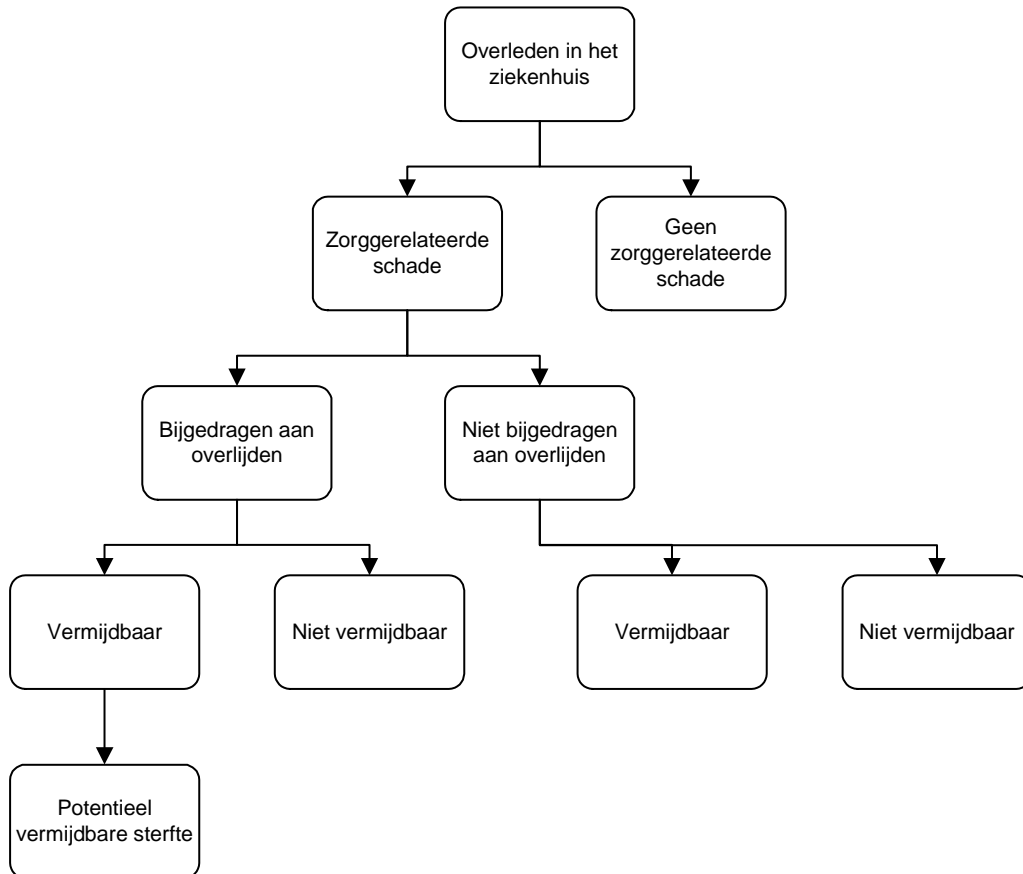 Overleden in het
ziekenhuis
Zorggerelateerde
schade
Geen
zorggerelateerde
schade
Bijgedragen aan
overlijden
Niet bijgedragen
aan overlijden
Vermijdbaar
Niet vermijdbaar
Vermijdbaar
Niet vermijdbaar
Potentieel
vermijdbare sterfte